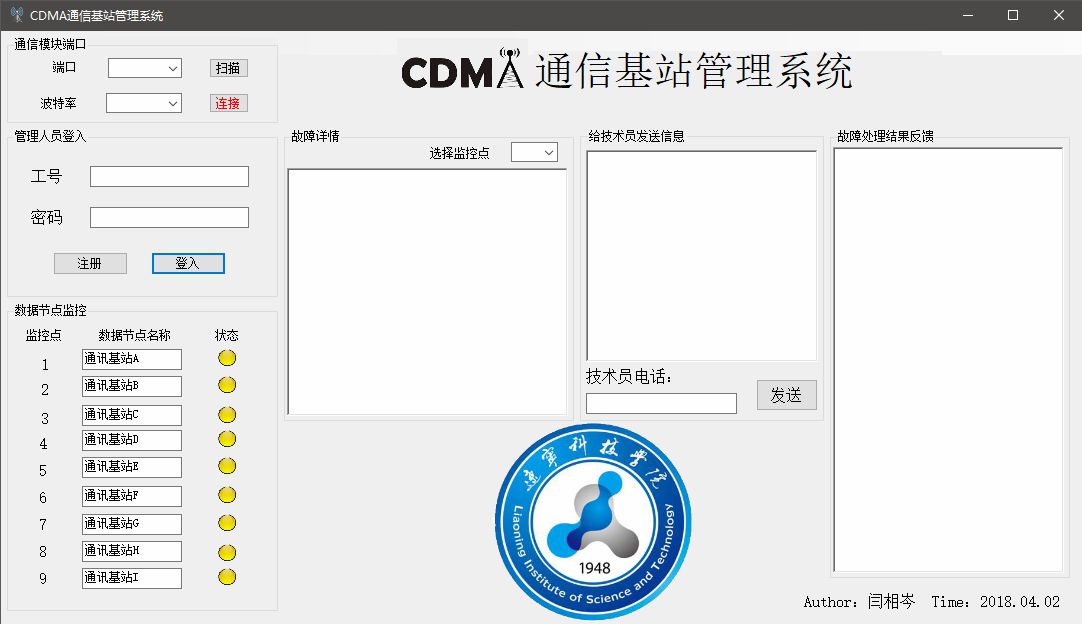 CDMA通信基站管理系统
通信模块端口
端口
扫描
波特率
连接
CDMA 通信基站管理系统
管理人员登入
工号
密码
注册
登入
数据节点监控
监控点 数据节点名称 状态
1 通讯基站A
2 通讯基站B
3 通讯基站C
4 通讯基站D
5 通讯基站E
6 通讯基站F
7 通讯基站G
8 通讯基站H
9 通讯基站I
故障详情
选择监控点
给技术员发送信息
技术员电话:
发送
故障处理结果反馈
辽宁科技学院
Liaoning Institute of Science and Technology
1948
Author: 闫相岑 Time: 2018.04.02